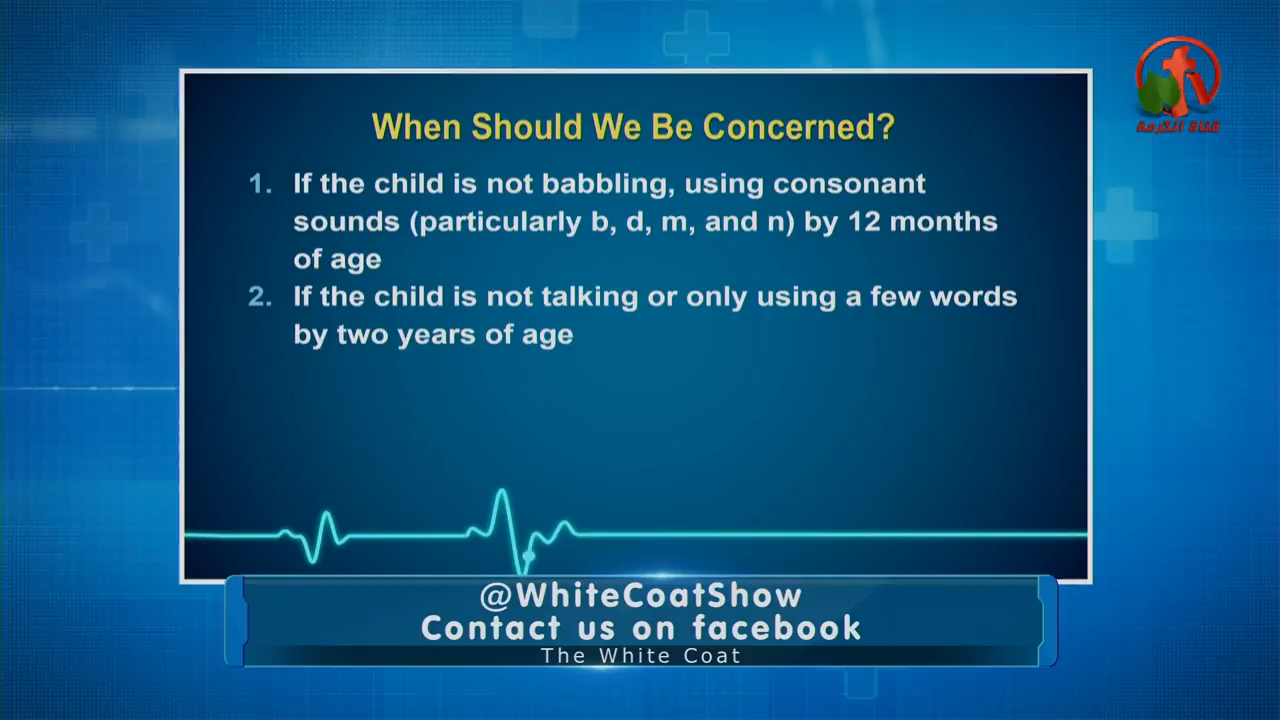 قناة الكرمة
When Should We Be Concerned?
1. If the child is not babbling, using consonant
sounds (particularly b, d, m, and n) by 12 months
of age
2. If the child is not talking or only using a few words
by two years of age
@WhiteCoatShow
Contact us on facebook
The White Coat